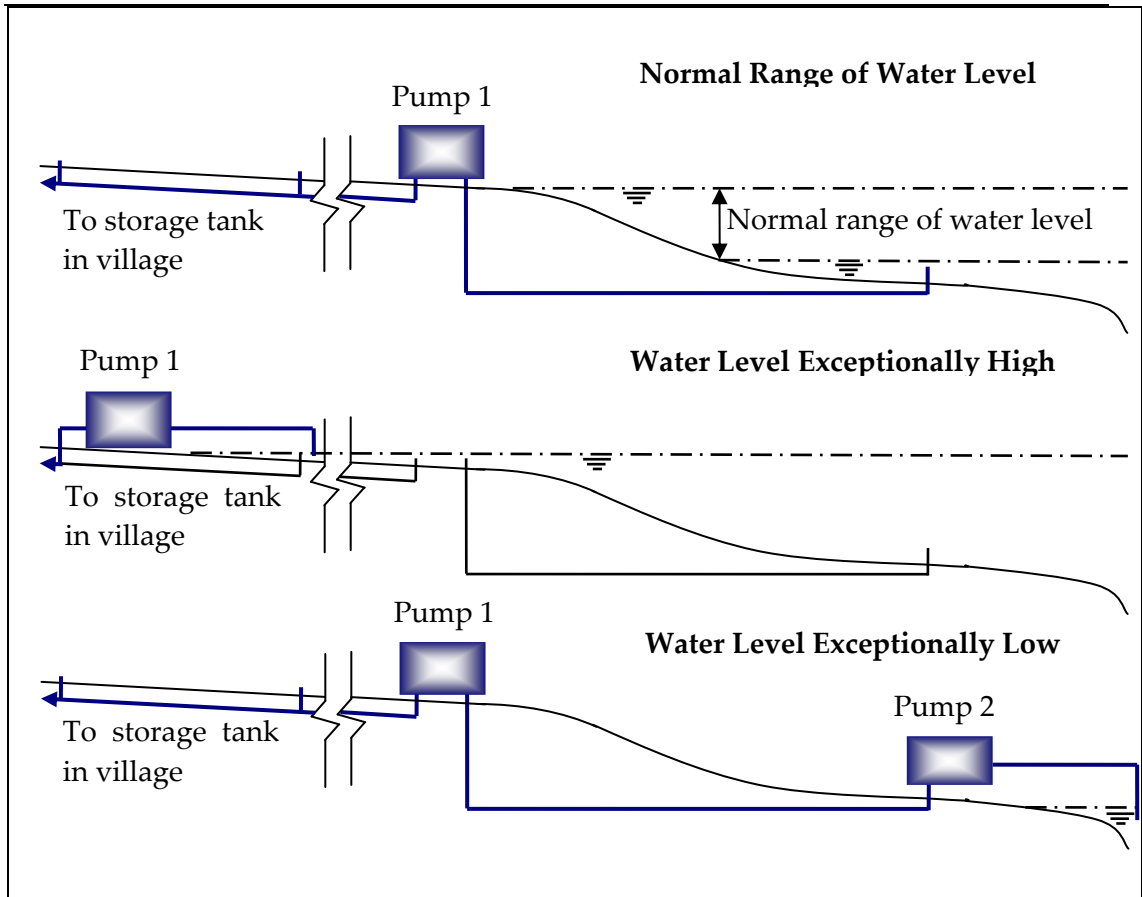 Normal Range of Water Level
Pump 1
To storage tank
in village
Normal range of water level
Pump 1
Water Level Exceptionally High
To storage tank
in village
Pump 1
Water Level Exceptionally Low
Pump 2
To storage tank
in village